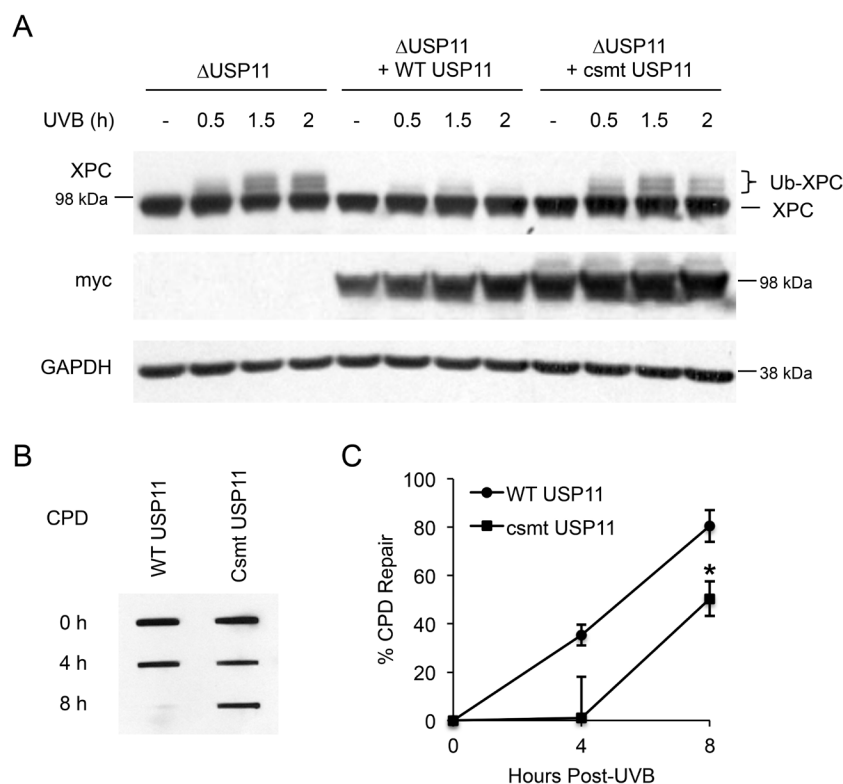 A
ΔUSP11
ΔUSP11
+ WT USP11
ΔUSP11
+ csmt USP11
UVB (h)
- 0.5 1.5 2 - 0.5 1.5 2 - 0.5 1.5 2
XPC
98 kDa
Ub-XPC
XPC
myc
98 kDa
GAPDH
38 kDa
B
CPD
WT USP11
Csmt USP11
0 h
4 h
8 h
C
100
80
60
40
20
0
% CPD Repair
WT USP11
csmt USP11
*
0 4 8
Hours Post-UVB